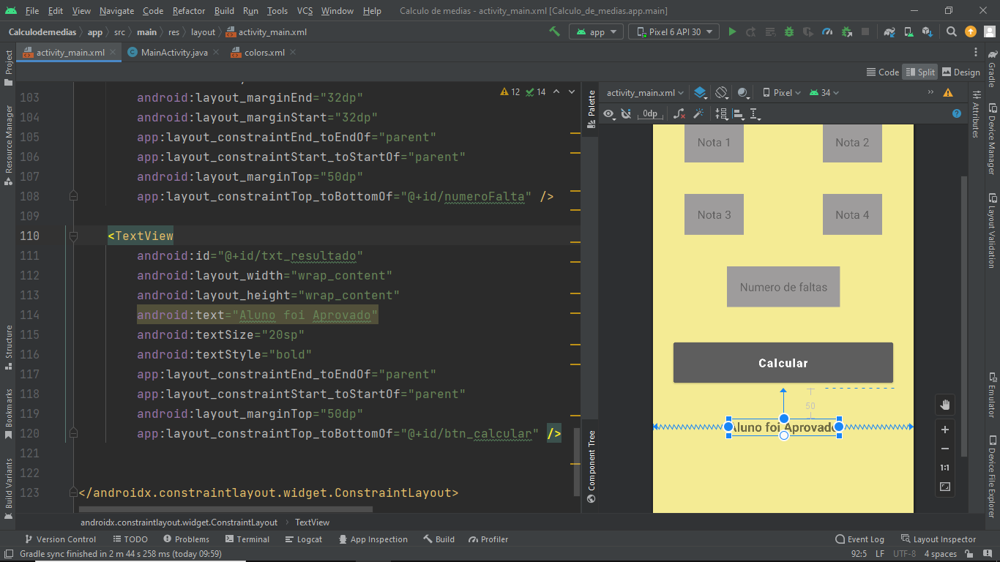 File Edit View Navigate Code Refactor Build Run Tools VCS Window Help Calculo de medias - activity_main.xml [Calculo_de_medias.app.main]
Calculodemedias app src main res layout activity_main.xml app Pixel 6 API 30
activity_main.xml MainActivity.java colors.xml
Code Split Design
Project
Resource Manager
Structure
Bookmarks
Build Variants
12 14
103 android:layout_marginEnd="32dp"
104 android:layout_marginStart="32dp"
105 app:layout_constraintEnd_toEndOf="parent"
106 app:layout_constraintStart_toStartOf="parent"
107 android:layout_marginTop="50dp"
108 app:layout_constraintTop_toBottomOf="@+id/numeroFalta" />
109
110 <TextView
111 android:id="@+id/txt_resultado"
112 android:layout_width="wrap_content"
113 android:layout_height="wrap_content"
114 android:text="Aluno foi Aprovado"
115 android:textSize="20sp"
116 android:textStyle="bold"
117 app:layout_constraintEnd_toEndOf="parent"
118 app:layout_constraintStart_toStartOf="parent"
119 android:layout_marginTop="50dp"
120 app:layout_constraintTop_toBottomOf="@+id/btn_calcular" />
121
122
123 </androidx.constraintlayout.widget.ConstraintLayout>
Palette
Component Tree
activity_main.xml Pixel 34
0dp
Nota 1 Nota 2
Nota 3 Nota 4
Numero de faltas
Calcular
50
Aluno foi Aprovado
1:1
Attributes
Gradle
Device Manager
Layout Validation
Emulator
Device File Explorer
androidx.constraintlayout.widget.ConstraintLayout TextView
Version Control TODO Problems Terminal Logcat App Inspection Build Profiler Event Log Layout Inspector
Gradle sync finished in 2 m 44 s 258 ms (today 09:59) 92:5 LF UTF-8 4 spaces